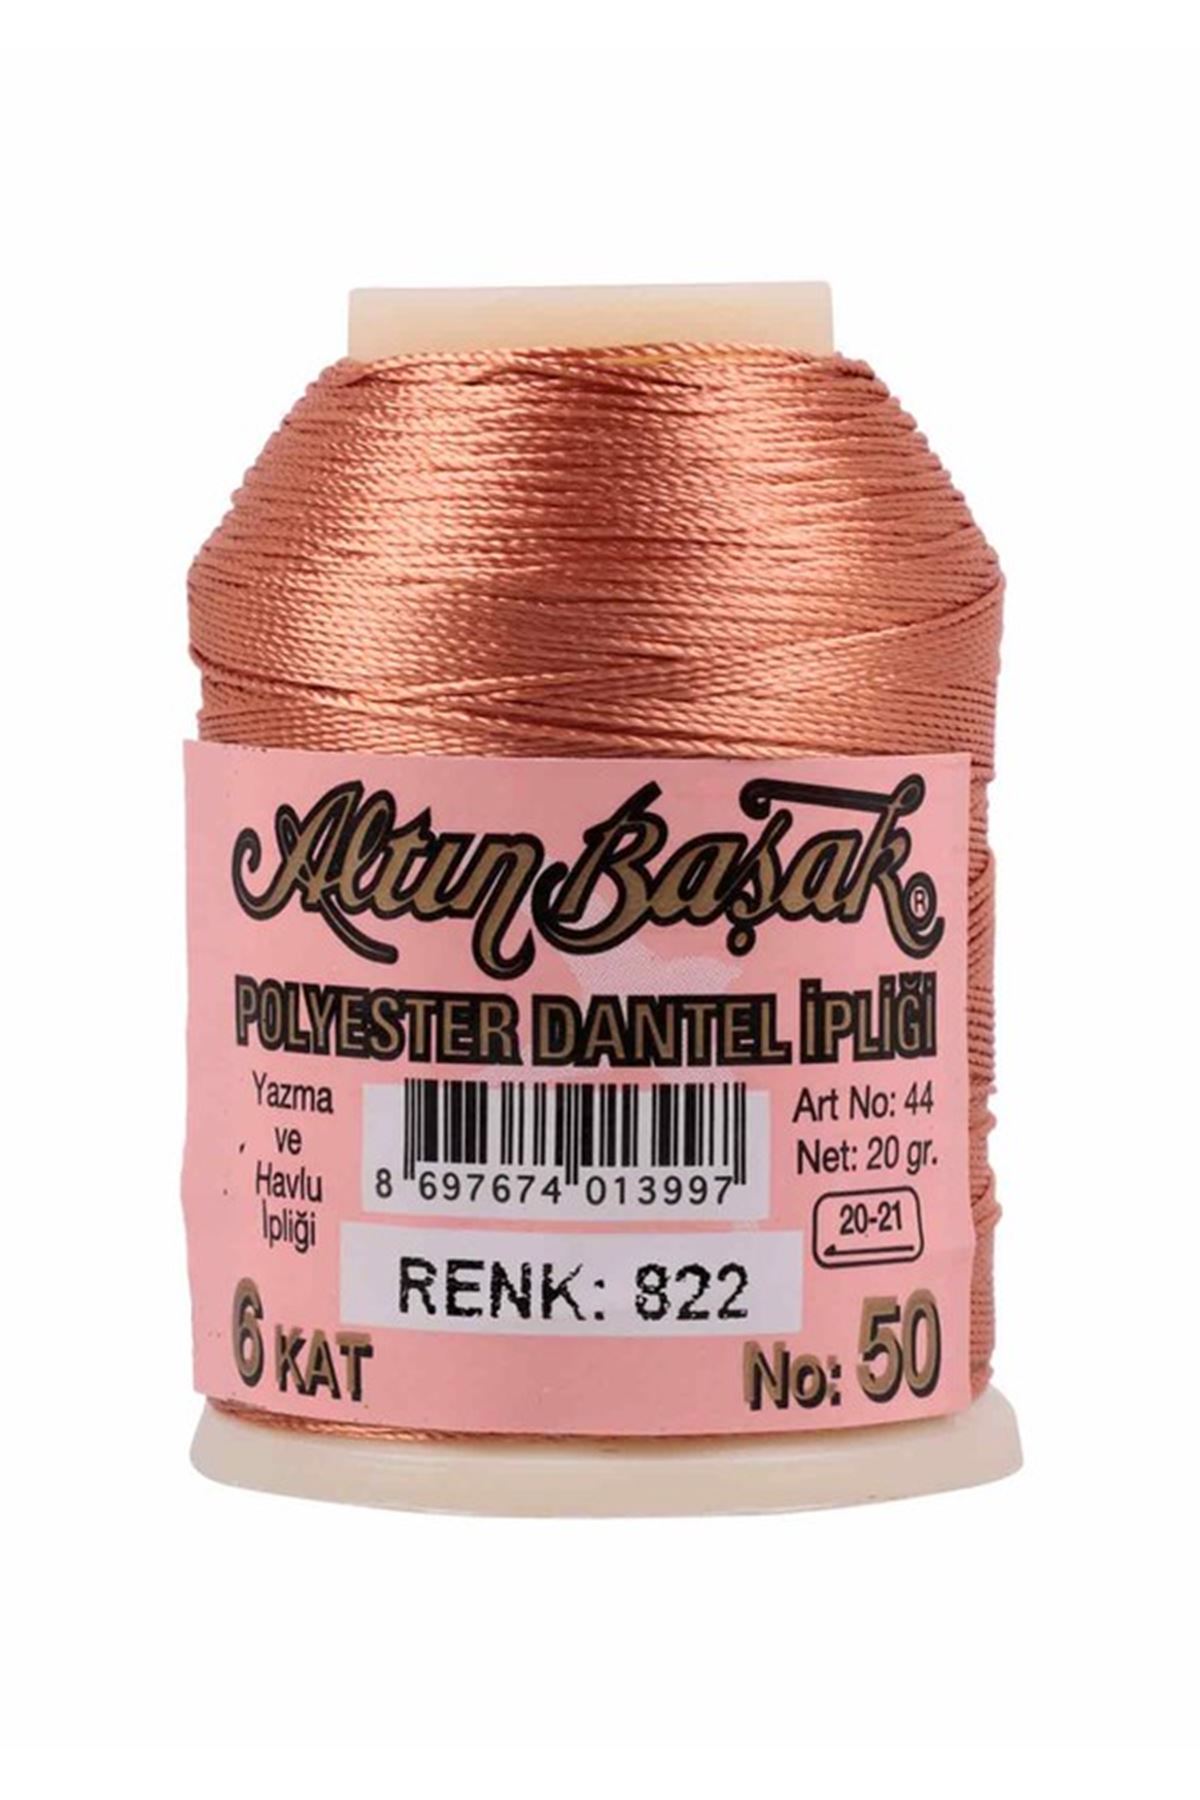 Altın Başak ®
POLYESTER DANTEL İPLİĞİ
Yazma
ve
Havlu
İpliği
8 697674 013997
Art No: 44
Net: 20 gr.
20-21
RENK: 822
6 KAT
No: 50